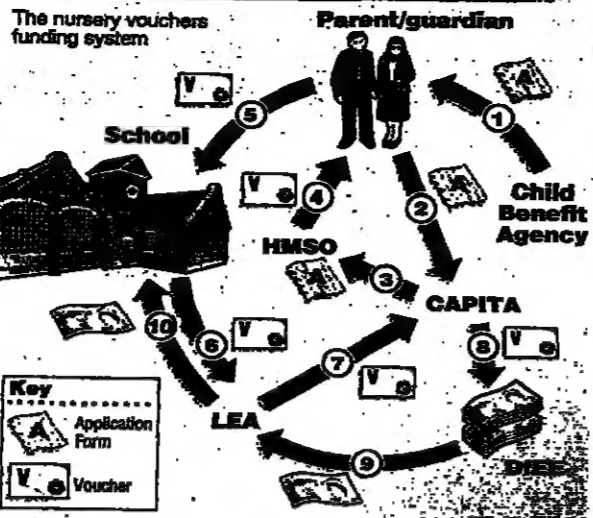 The nursery vouchers
funding system
Parent/guardian
A
1
V
5
School
Child
Benefit
Agency
V
4
2
A
HMSO
A
3
CAPITA
10
6
V
7
V
8
V
LEA
9
DfEE
Key
A
Application
Form
V
Voucher